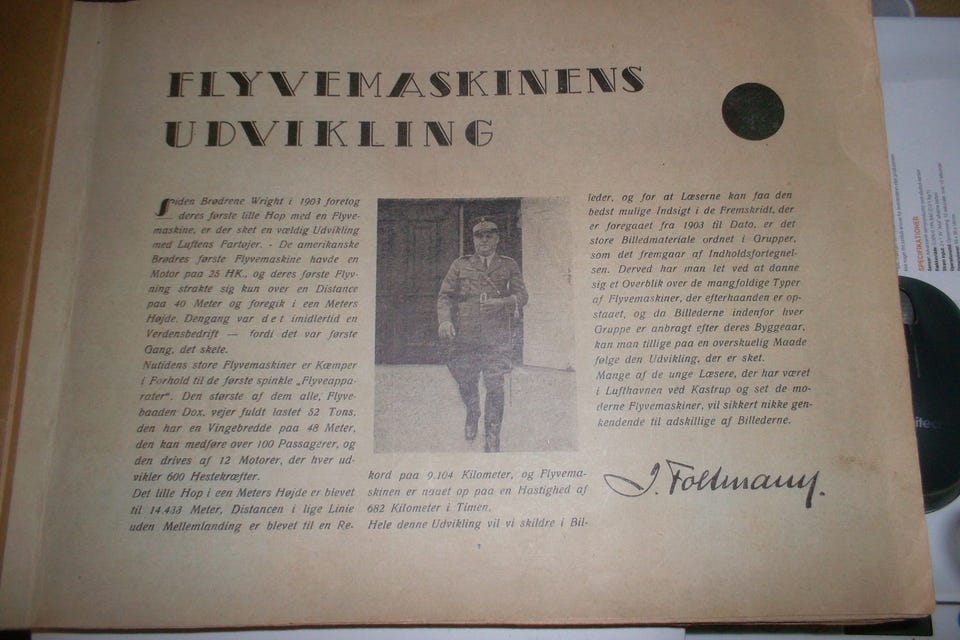 FLYVEMASKINENS
UDVIKLING
Siden Brødrene Wright i 1903 foretog
deres første lille Hop med en Flyve-
maskine, er der sket en vældig Udvikling
med Luftens Fartøjer. - De amerikanske
Brødres første Flyvemaskine havde en
Motor paa 25 HK., og deres første Flyv-
ning strakte sig kun over en Distance
paa 40 Meter og foregik i een Meters
Højde. Dengang var det imidlertid en
Verdensbedrift — fordi det var første
Gang, det skete.
Nutidens store Flyvemaskiner er Kæmper
i Forhold til de første spinkle „Flyveappa-
rater“. Den største af dem alle, Flyve-
baaden Dox, vejer fuldt lastet 52 Tons,
den har en Vingebredde paa 48 Meter,
den kan medføre over 100 Passagerer, og
den drives af 12 Motorer, der hver ud-
vikler 600 Hestekræfter.
Det lille Hop i een Meters Højde er blevet
til 14.433 Meter, Distancen i lige Linie
uden Mellemlanding er blevet til en Re-
kord paa 9.104 Kilometer, og Flyvema-
skinen er naaet op paa en Hastighed af
682 Kilometer i Timen.
Hele denne Udvikling vil vi skildre i Bil-
leder, og for at Læserne kan faa den
bedst mulige Indsigt i de Fremskridt, der
er foregaaet fra 1903 til Dato, er det
store Billedmateriale ordnet i Grupper,
som det fremgaar af Indholdsfortegnel-
sen. Derved har man let ved at danne
sig et Overblik over de mangfoldige Typer
af Flyvemaskiner, der efterhaanden er op-
staaet, og da Billederne indenfor hver
Gruppe er anbragt efter deres Byggeaar,
kan man tillige paa en overskuelig Maade
følge den Udvikling, der er sket.
Mange af de unge Læsere, der har været
i Lufthavnen ved Kastrup og set de mo-
derne Flyvemaskiner, vil sikkert nikke gen-
kendende til adskillige af Billederne.
J. Foltmann.
SPECIFIKATIONER